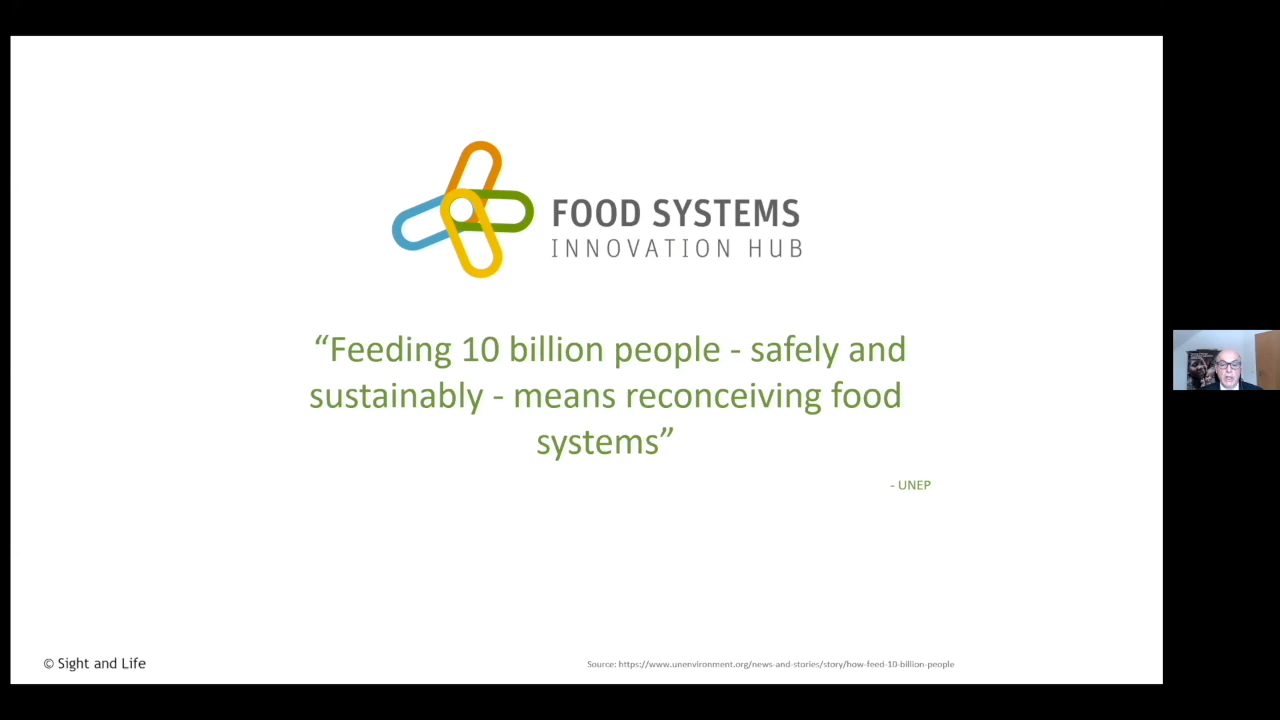 FOOD SYSTEMS
INNOVATION HUB
“Feeding 10 billion people - safely and
sustainably - means reconceiving food
systems”
- UNEP
© Sight and Life
Source: https://www.unenvironment.org/news-and-stories/story/how-feed-10-billion-people